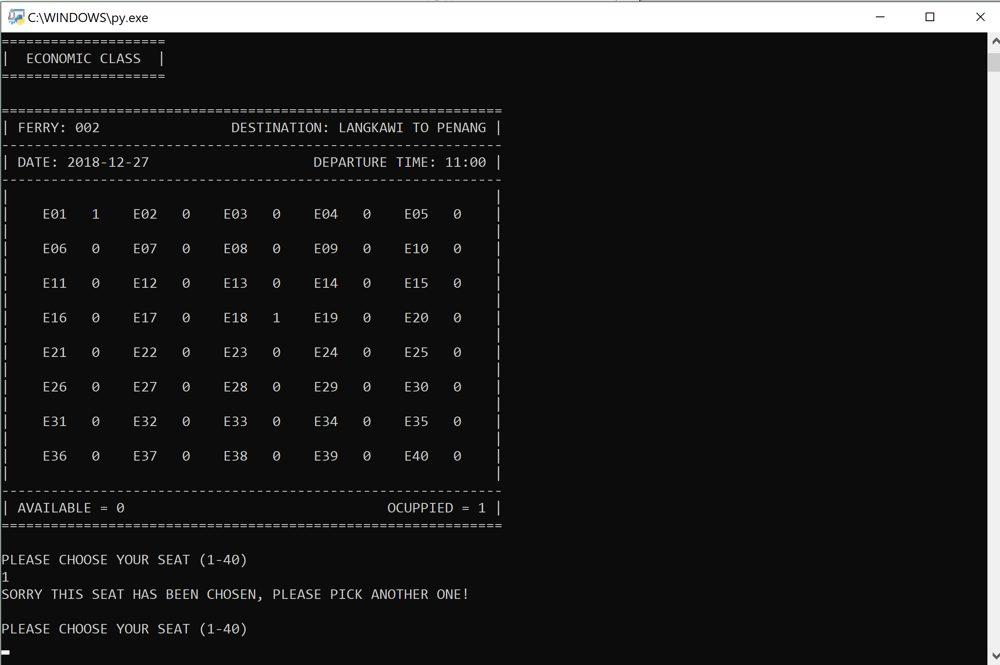 C:\WINDOWS\py.exe
=====================
|  ECONOMIC CLASS  |
=====================
=============================================================
| FERRY: 002                DESTINATION: LANGKAWI TO PENANG |
-------------------------------------------------------------
| DATE: 2018-12-27                    DEPARTURE TIME: 11:00 |
-------------------------------------------------------------
|                                                           |
|    E01   1    E02   0    E03   0    E04   0    E05   0    |
|                                                           |
|    E06   0    E07   0    E08   0    E09   0    E10   0    |
|                                                           |
|    E11   0    E12   0    E13   0    E14   0    E15   0    |
|                                                           |
|    E16   0    E17   0    E18   1    E19   0    E20   0    |
|                                                           |
|    E21   0    E22   0    E23   0    E24   0    E25   0    |
|                                                           |
|    E26   0    E27   0    E28   0    E29   0    E30   0    |
|                                                           |
|    E31   0    E32   0    E33   0    E34   0    E35   0    |
|                                                           |
|    E36   0    E37   0    E38   0    E39   0    E40   0    |
|                                                           |
-------------------------------------------------------------
| AVAILABLE = 0                                OCUPPIED = 1 |
=============================================================
PLEASE CHOOSE YOUR SEAT (1-40)
1
SORRY THIS SEAT HAS BEEN CHOSEN, PLEASE PICK ANOTHER ONE!
PLEASE CHOOSE YOUR SEAT (1-40)